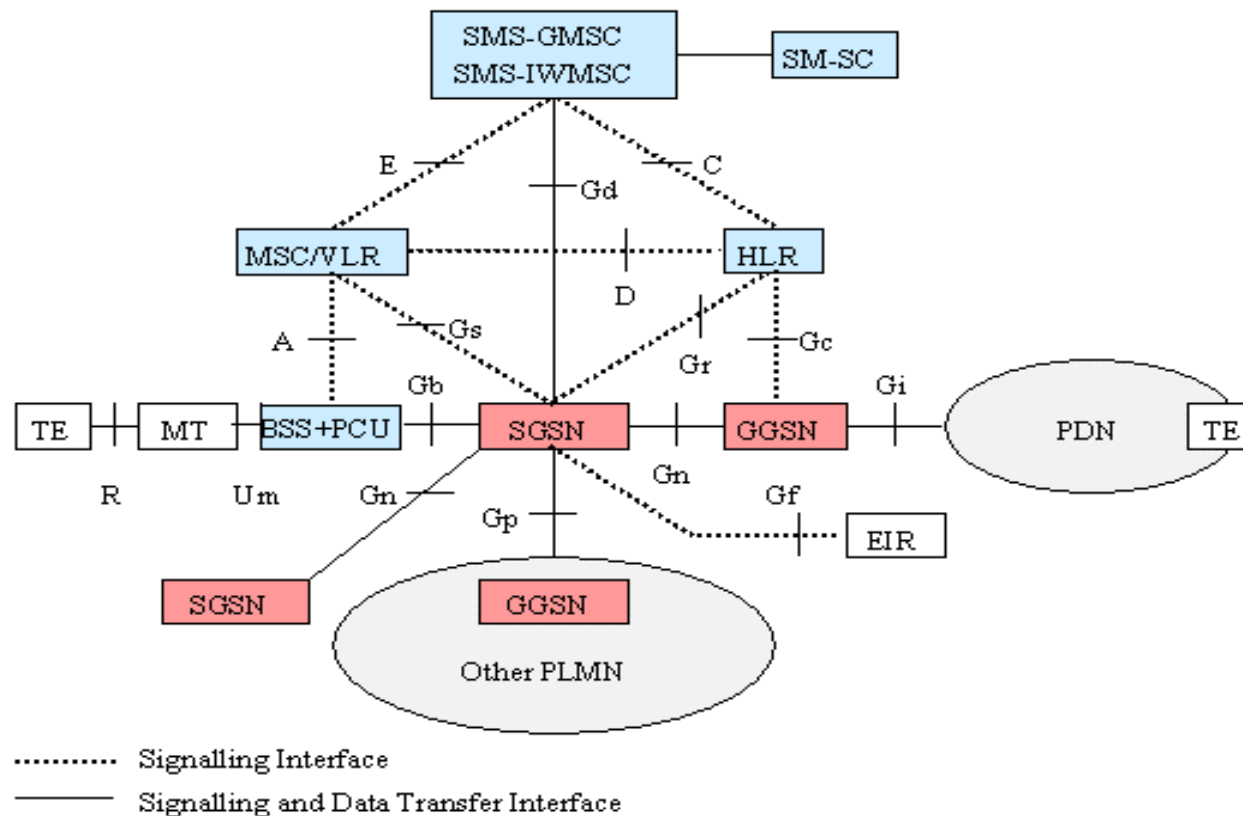 SMS-GMSC
SMS-IWMSC
SM-SC
E
C
Gd
MSC/VLR
HLR
D
A
Gs
Gr
Gc
Gb
Gi
TE
MT
BSS+PCU
SGSN
GGSN
PDN
TE
R
Um
Gn
Gn
Gp
Gf
EIR
SGSN
GGSN
Other PLMN
Signalling Interface
Signalling and Data Transfer Interface